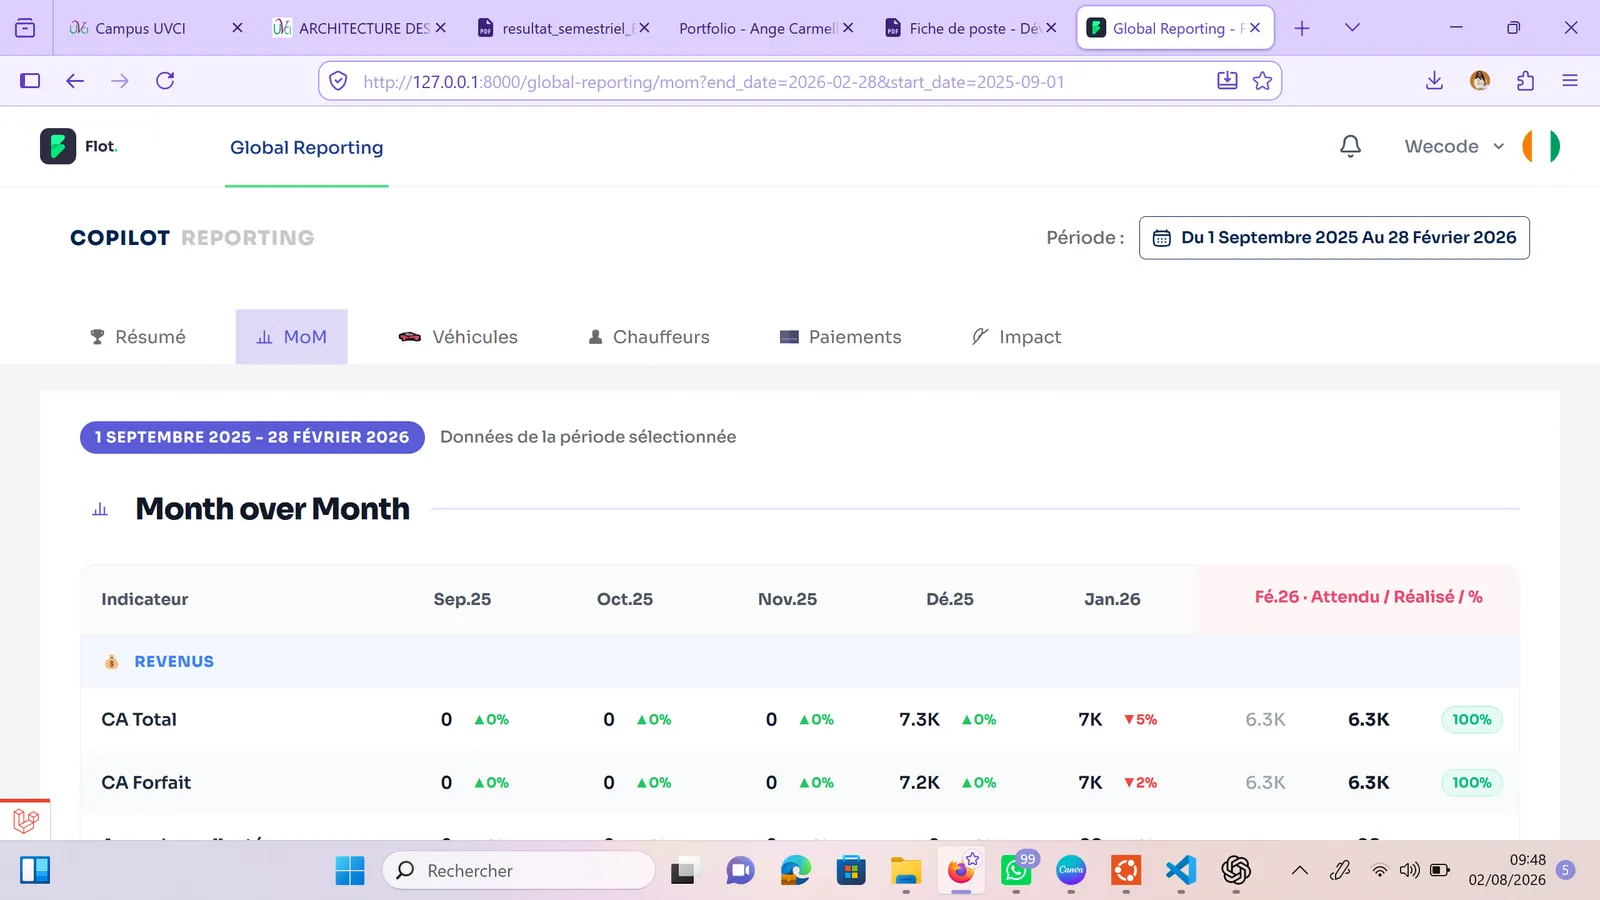 Campus UVCI
ARCHITECTURE DES
resultat_semestriel_
Portfolio - Ange Carmel
Fiche de poste - Dév
Global Reporting -
http://127.0.0.1:8000/global-reporting/mom?end_date=2026-02-28&start_date=2025-09-01
Flot.
Global Reporting
Wecode
COPILOT REPORTING
Période :
Du 1 Septembre 2025 Au 28 Février 2026
Résumé
MoM
Véhicules
Chauffeurs
Paiements
Impact
1 SEPTEMBRE 2025 - 28 FÉVRIER 2026
Données de la période sélectionnée
Month over Month
Indicateur Sep.25 Oct.25 Nov.25 Dé.25 Jan.26 Fé.26 · Attendu / Réalisé / %
REVENUS
CA Total 0 ▲0% 0 ▲0% 0 ▲0% 7.3K ▲0% 7K ▼5% 6.3K 6.3K 100%
CA Forfait 0 ▲0% 0 ▲0% 0 ▲0% 7.2K ▲0% 7K ▼2% 6.3K 6.3K 100%
Rechercher
99
Canva
09:48
02/08/2026
5